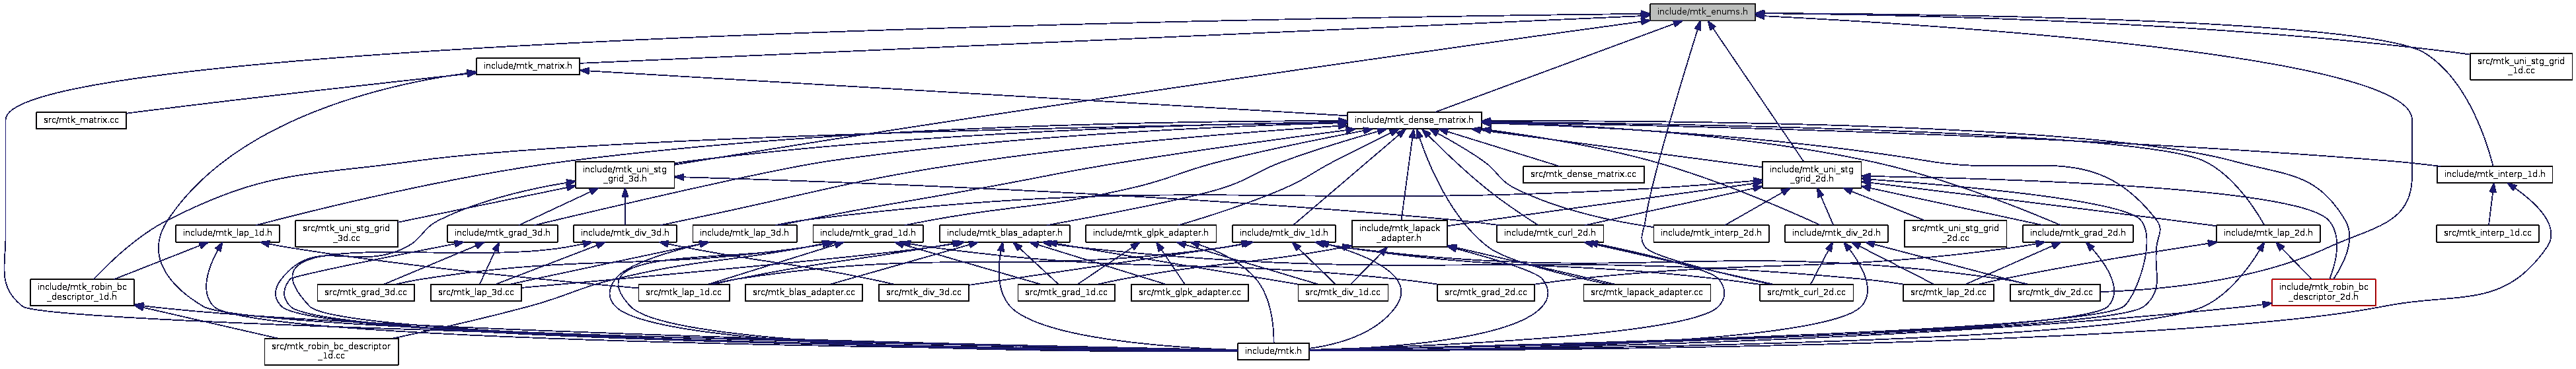 include/mtk_enums.h
include/mtk_matrix.h
src/mtk_uni_stg_grid
_1d.cc
src/mtk_matrix.cc
include/mtk_dense_matrix.h
include/mtk_uni_stg
_grid_3d.h
src/mtk_dense_matrix.cc
include/mtk_uni_stg
_grid_2d.h
include/mtk_interp_1d.h
include/mtk_lap_1d.h
src/mtk_uni_stg_grid
_3d.cc
include/mtk_grad_3d.h
include/mtk_div_3d.h
include/mtk_lap_3d.h
include/mtk_grad_1d.h
include/mtk_blas_adapter.h
include/mtk_glpk_adapter.h
include/mtk_div_1d.h
include/mtk_lapack
_adapter.h
include/mtk_curl_2d.h
include/mtk_interp_2d.h
include/mtk_div_2d.h
src/mtk_uni_stg_grid
_2d.cc
include/mtk_grad_2d.h
include/mtk_lap_2d.h
src/mtk_interp_1d.cc
include/mtk_robin_bc
_descriptor_1d.h
src/mtk_grad_3d.cc
src/mtk_lap_3d.cc
src/mtk_lap_1d.cc
src/mtk_blas_adapter.cc
src/mtk_div_3d.cc
src/mtk_grad_1d.cc
src/mtk_glpk_adapter.cc
src/mtk_div_1d.cc
src/mtk_grad_2d.cc
src/mtk_lapack_adapter.cc
src/mtk_curl_2d.cc
src/mtk_lap_2d.cc
src/mtk_div_2d.cc
include/mtk_robin_bc
_descriptor_2d.h
src/mtk_robin_bc_descriptor
_1d.cc
include/mtk.h